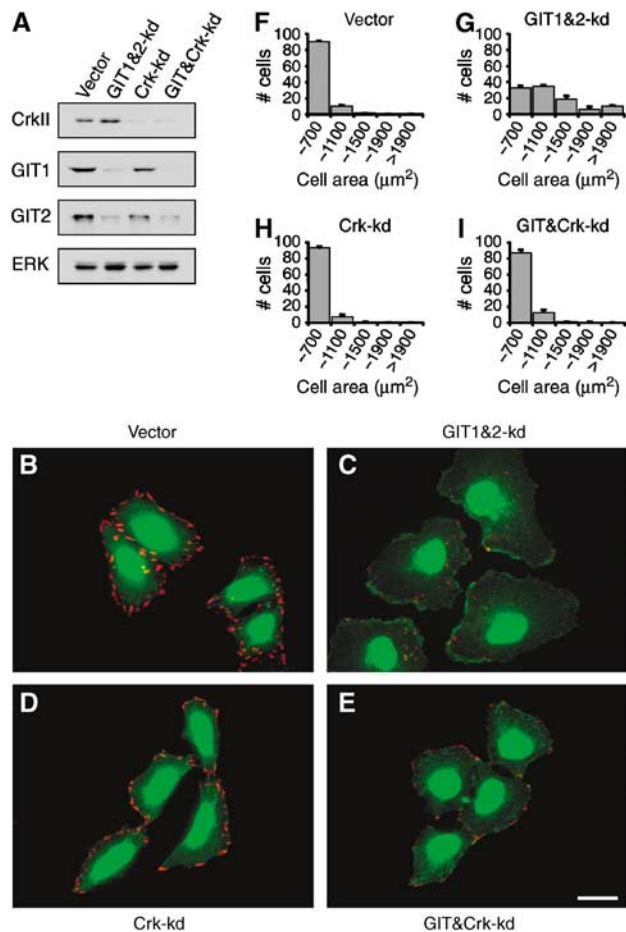 A
Vector
GIT1&2-kd
Crk-kd
GIT&Crk-kd
CrkII
GIT1
GIT2
ERK
F
Vector
# cells
100
80
60
40
20
0
~700
~1100
~1500
~1900
>1900
Cell area (µm²)
G
GIT1&2-kd
# cells
100
80
60
40
20
0
~700
~1100
~1500
~1900
>1900
Cell area (µm²)
H
Crk-kd
# cells
100
80
60
40
20
0
~700
~1100
~1500
~1900
>1900
Cell area (µm²)
I
GIT&Crk-kd
# cells
100
80
60
40
20
0
~700
~1100
~1500
~1900
>1900
Cell area (µm²)
Vector
GIT1&2-kd
B
C
D
E
Crk-kd
GIT&Crk-kd